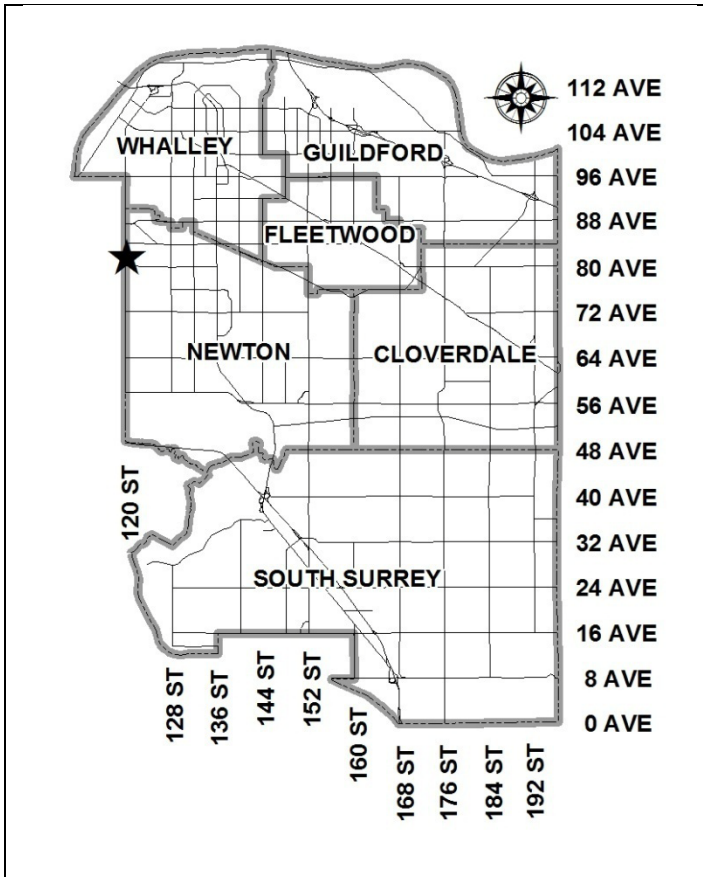 112 AVE
104 AVE
WHALLEY
GUILDFORD
96 AVE
88 AVE
FLEETWOOD
80 AVE
72 AVE
NEWTON
CLOVERDALE
64 AVE
56 AVE
48 AVE
120 ST
40 AVE
32 AVE
SOUTH SURREY
24 AVE
16 AVE
128 ST
136 ST
144 ST
152 ST
8 AVE
160 ST
0 AVE
168 ST
176 ST
184 ST
192 ST